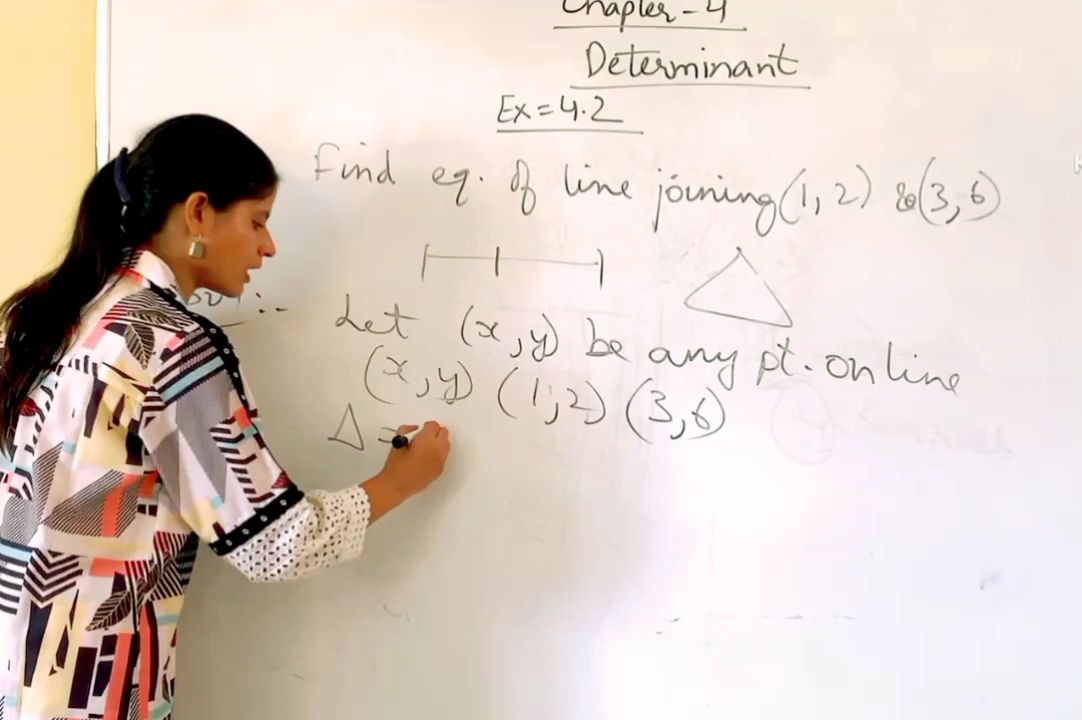 Chapter - 4
Determinant
Ex = 4.2
Find eq. of line joining (1, 2) & (3, 6)
Let (x, y) be any pt. on line
(x, y) (1, 2) (3, 6)
Δ =